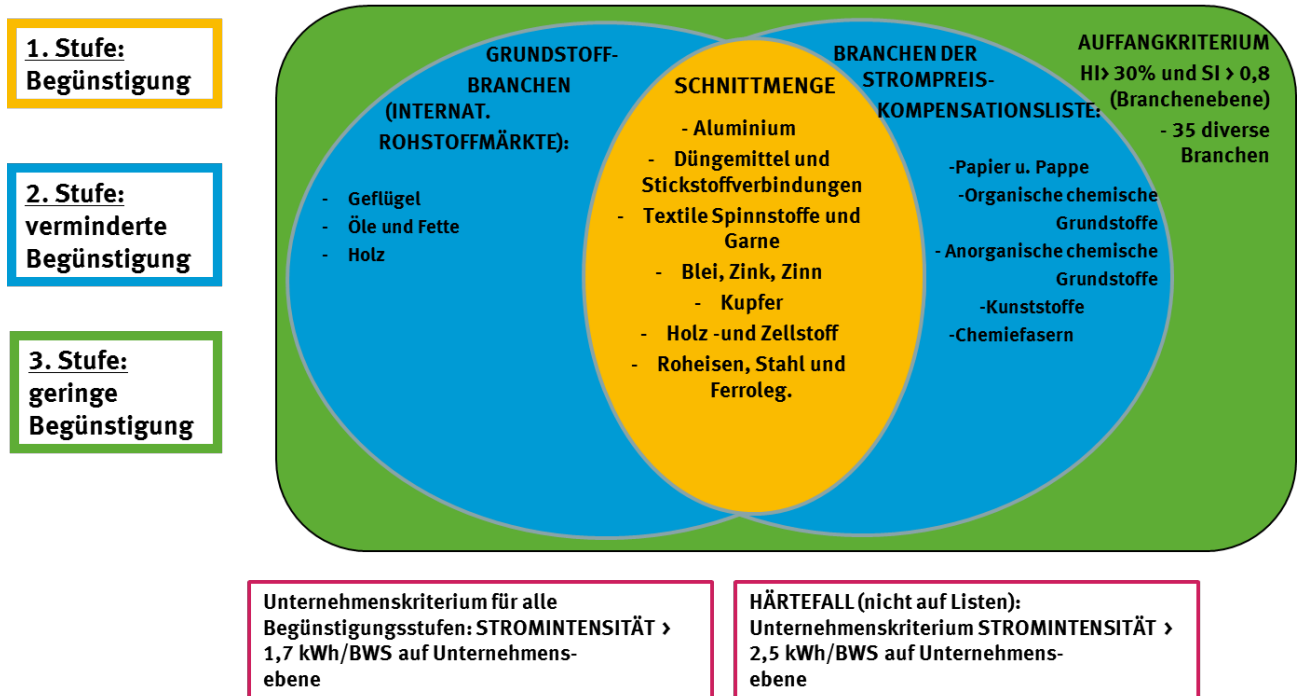 1. Stufe:
Begünstigung
2. Stufe:
verminderte
Begünstigung
3. Stufe:
geringe
Begünstigung
GRUNDSTOFF-
BRANCHEN
(INTERNAT.
ROHSTOFFMÄRKTE):
- Geflügel
- Öle und Fette
- Holz
SCHNITTMENGE
- Aluminium
- Düngemittel und
Stickstoffverbindungen
- Textile Spinnstoffe und
Garne
- Blei, Zink, Zinn
- Kupfer
- Holz -und Zellstoff
- Roheisen, Stahl und
Ferroleg.
BRANCHEN DER
STROMPREIS-
KOMPENSATIONSLISTE:
-Papier u. Pappe
-Organische chemische
Grundstoffe
- Anorganische chemische
Grundstoffe
-Kunststoffe
-Chemiefasern
AUFFANGKRITERIUM
HI> 30% und SI > 0,8
(Branchenebene)
- 35 diverse
Branchen
Unternehmenskriterium für alle
Begünstigungsstufen: STROMINTENSITÄT >
1,7 kWh/BWS auf Unternehmens-
ebene
HÄRTEFALL (nicht auf Listen):
Unternehmenskriterium STROMINTENSITÄT >
2,5 kWh/BWS auf Unternehmens-
ebene